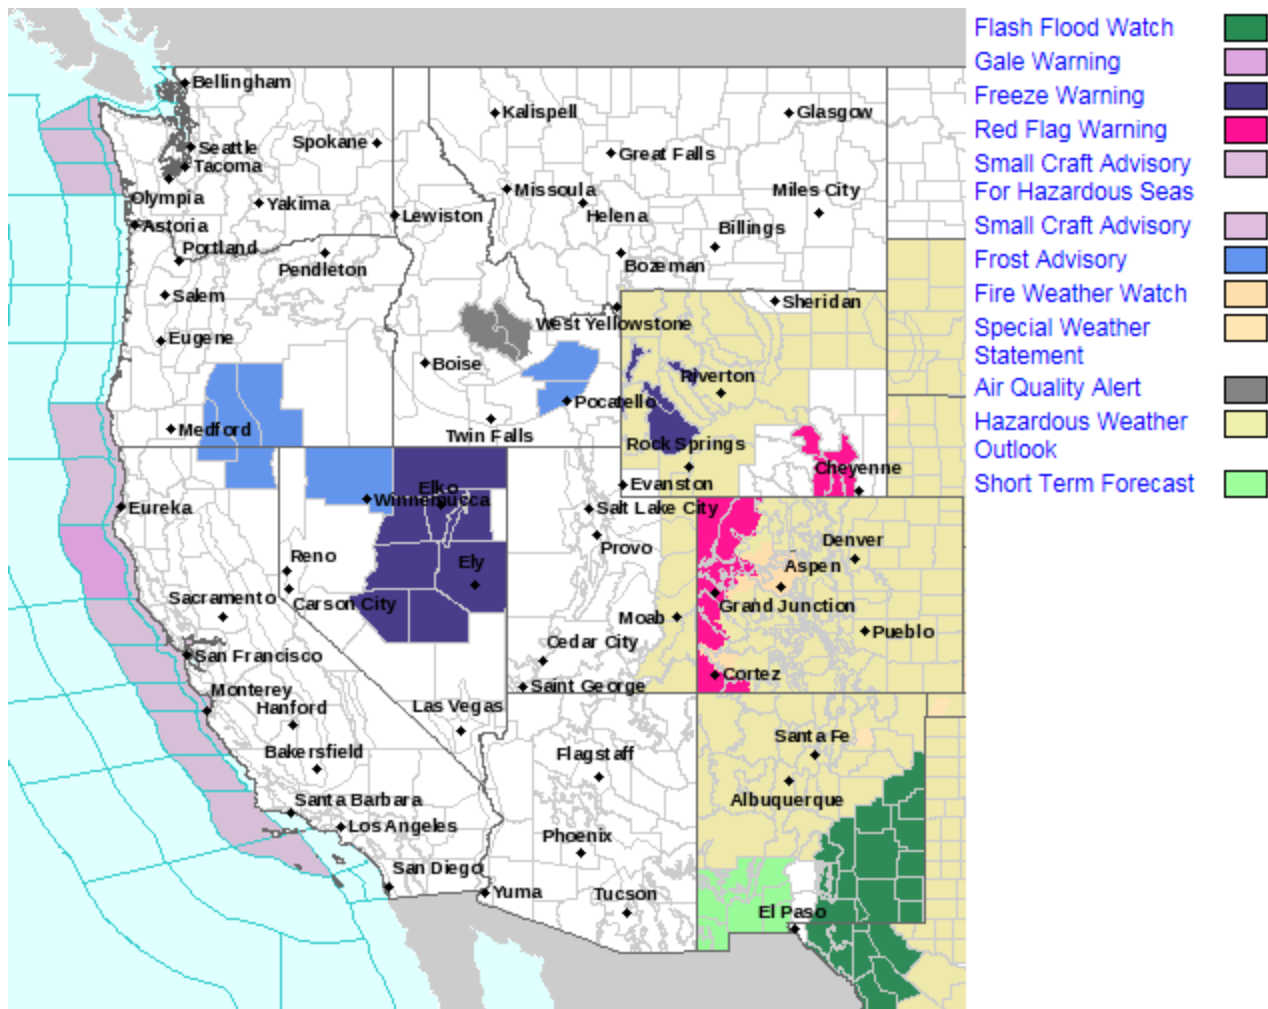 Bellingham
Seattle
Tacoma
Olympia
Spokane
Yakima
Astoria
Portland
Pendleton
Salem
Eugene
Medford
Kalispell
Glasgow
Great Falls
Missoula
Helena
Miles City
Lewiston
Billings
Bozeman
West Yellowstone
Sheridan
Boise
Pocatello
Twin Falls
Riverton
Rock Springs
Evanston
Cheyenne
Eureka
Elko
Winnemucca
Ely
Reno
Carson City
Salt Lake City
Provo
Moab
Cedar City
Saint George
Denver
Aspen
Grand Junction
Pueblo
Cortez
Sacramento
San Francisco
Monterey
Hanford
Bakersfield
Las Vegas
Santa Barbara
Los Angeles
San Diego
Yuma
Flagstaff
Phoenix
Tucson
Santa Fe
Albuquerque
El Paso
Flash Flood Watch
Gale Warning
Freeze Warning
Red Flag Warning
Small Craft Advisory
For Hazardous Seas
Small Craft Advisory
Frost Advisory
Fire Weather Watch
Special Weather
Statement
Air Quality Alert
Hazardous Weather
Outlook
Short Term Forecast